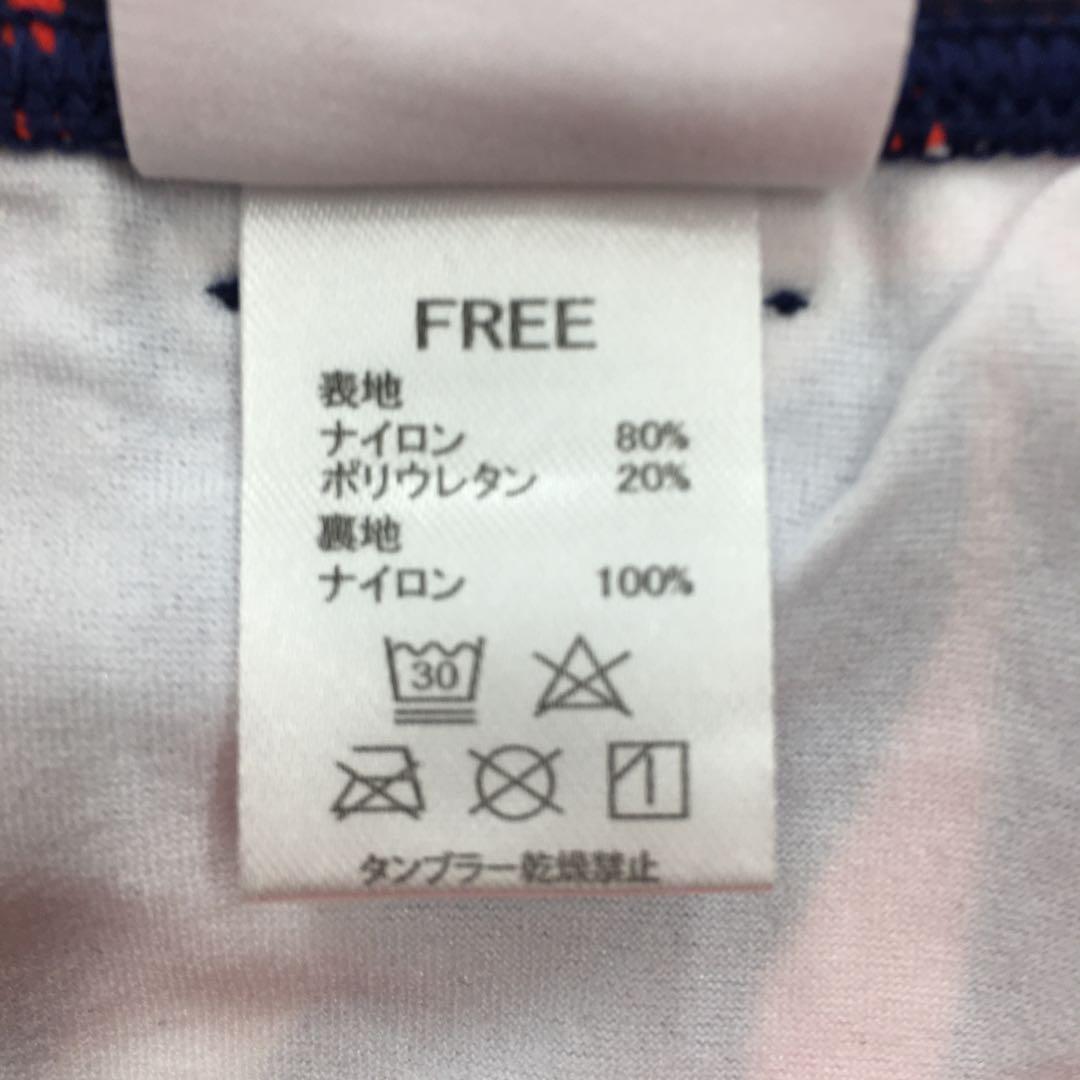 FREE
表地
ナイロン 80%
ポリウレタン 20%
裏地
ナイロン 100%
30
タンブラー乾燥禁止